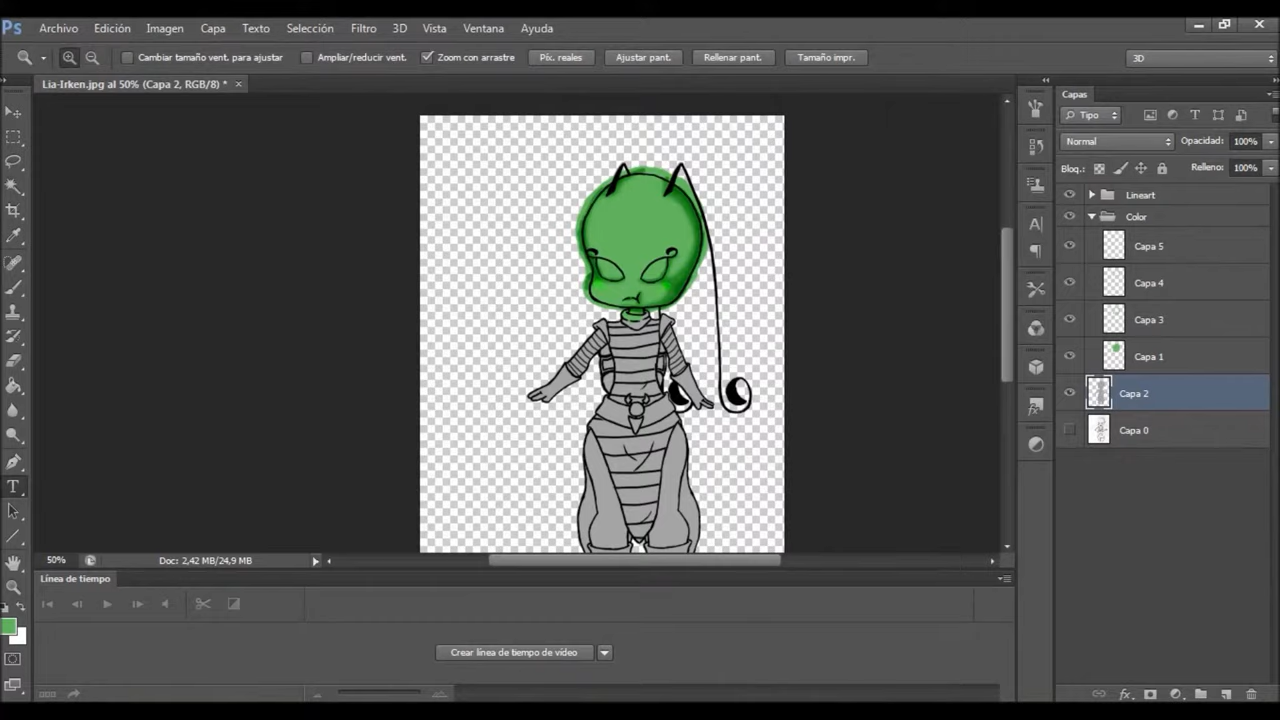 Ps Archivo Edición Imagen Capa Texto Selección Filtro 3D Vista Ventana Ayuda
Cambiar tamaño vent. para ajustar Ampliar/reducir vent. Zoom con arrastre Píx. reales Ajustar pant. Rellenar pant. Tamaño impr. 3D
Lia-Irken.jpg al 50% (Capa 2, RGB/8) *
Capas
Tipo
Normal Opacidad: 100%
Bloq.: Relleno: 100%
Lineart
Color
Capa 5
Capa 4
Capa 3
Capa 1
Capa 2
Capa 0
50% Doc: 2,42 MB/24,9 MB
Línea de tiempo
Crear línea de tiempo de vídeo